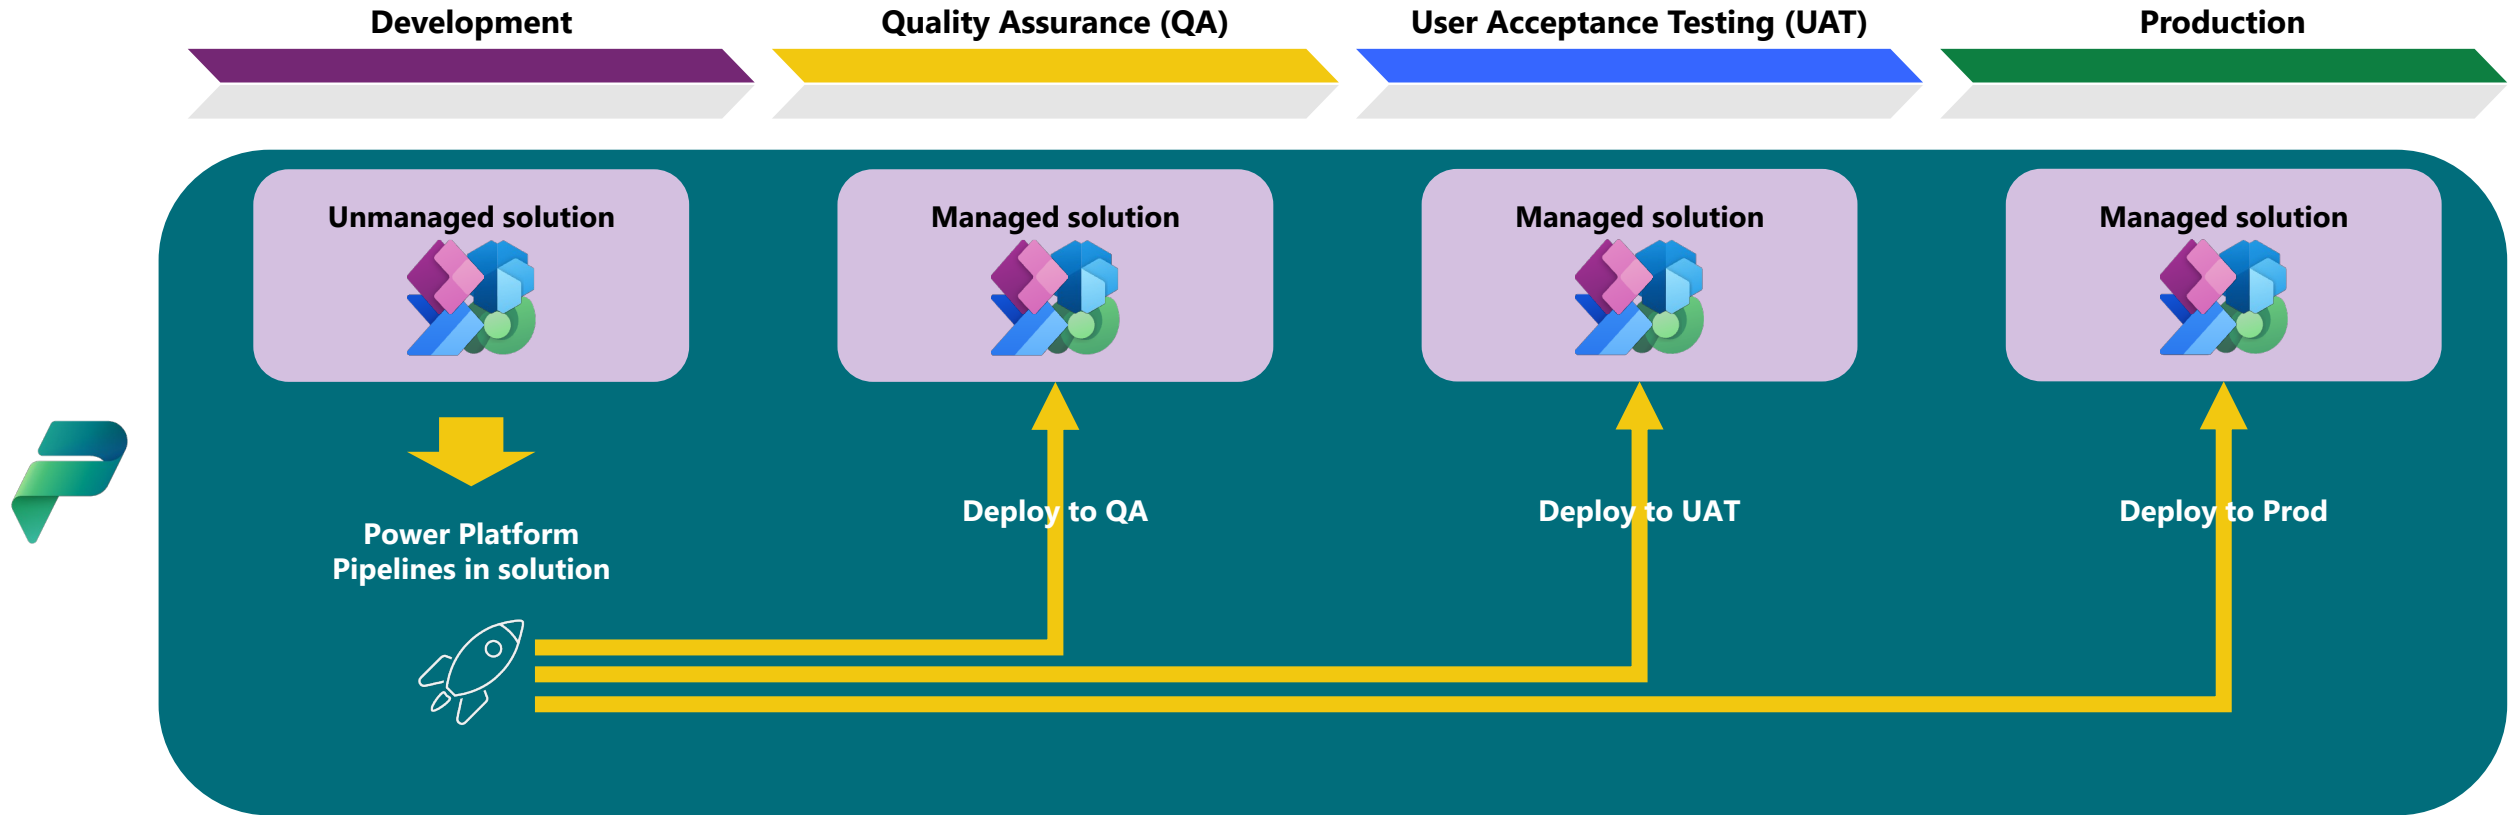 Development
Quality Assurance (QA)
User Acceptance Testing (UAT)
Production
Unmanaged solution
Managed solution
Managed solution
Managed solution
Power Platform
Pipelines in solution
Deploy to QA
Deploy to UAT
Deploy to Prod